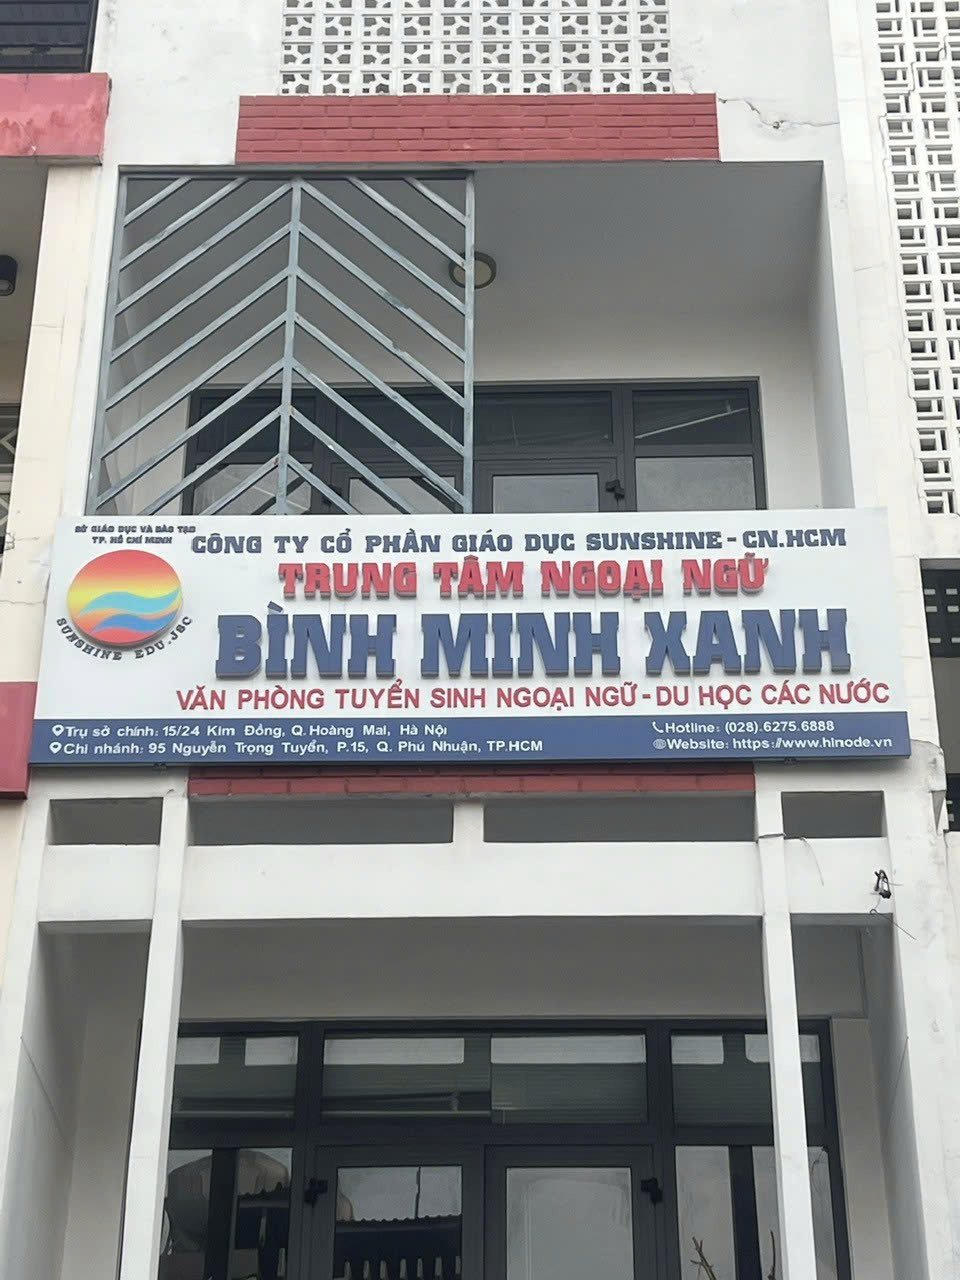 SỞ GIÁO DỤC VÀ ĐÀO TẠO
TP. HỒ CHÍ MINH
CÔNG TY CỔ PHẦN GIÁO DỤC SUNSHINE - CN.HCM
TRUNG TÂM NGOẠI NGỮ
BÌNH MINH XANH
SUNSHINE EDU.JSC
VĂN PHÒNG TUYỂN SINH NGOẠI NGỮ - DU HỌC CÁC NƯỚC
Trụ sở chính: 15/24 Kim Đồng, Q.Hoàng Mai, Hà Nội
Chi nhánh: 95 Nguyễn Trọng Tuyển, P.15, Q. Phú Nhuận, TP.HCM
Hotline: (028).6275.6888
Website: https://www.hinode.vn